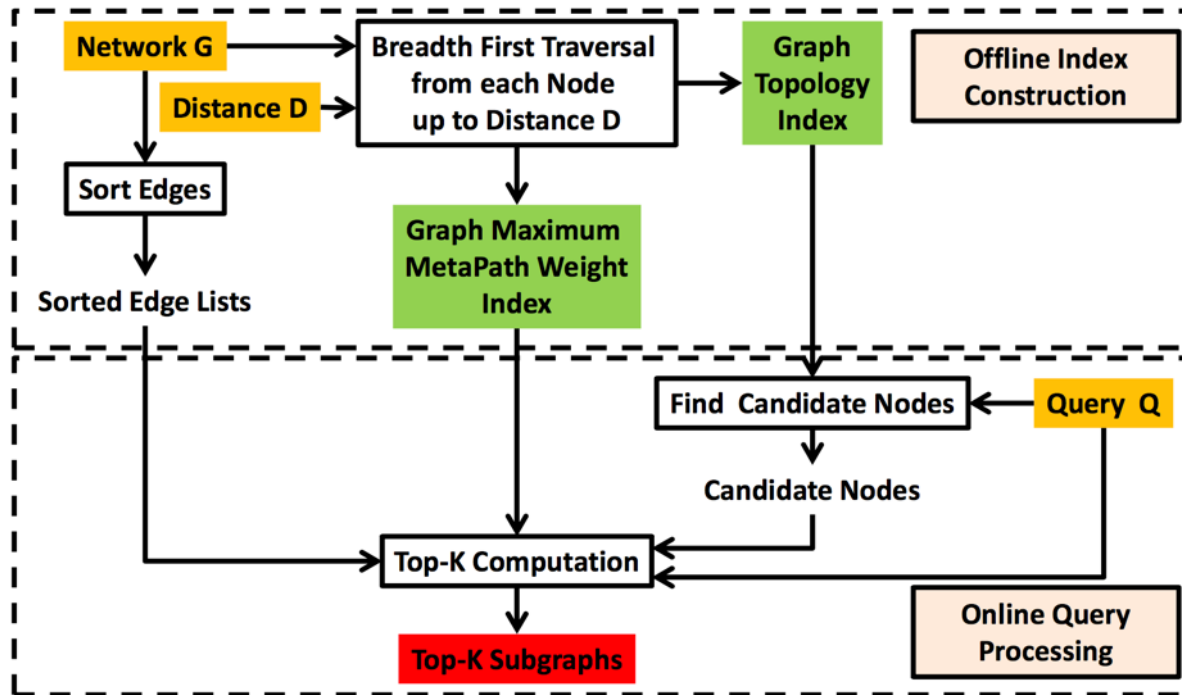 Network G
Breadth First Traversal
from each Node
up to Distance D
Graph
Topology
Index
Offline Index
Construction
Distance D
Sort Edges
Graph Maximum
MetaPath Weight
Index
Sorted Edge Lists
Find Candidate Nodes
Query Q
Candidate Nodes
Top-K Computation
Online Query
Processing
Top-K Subgraphs